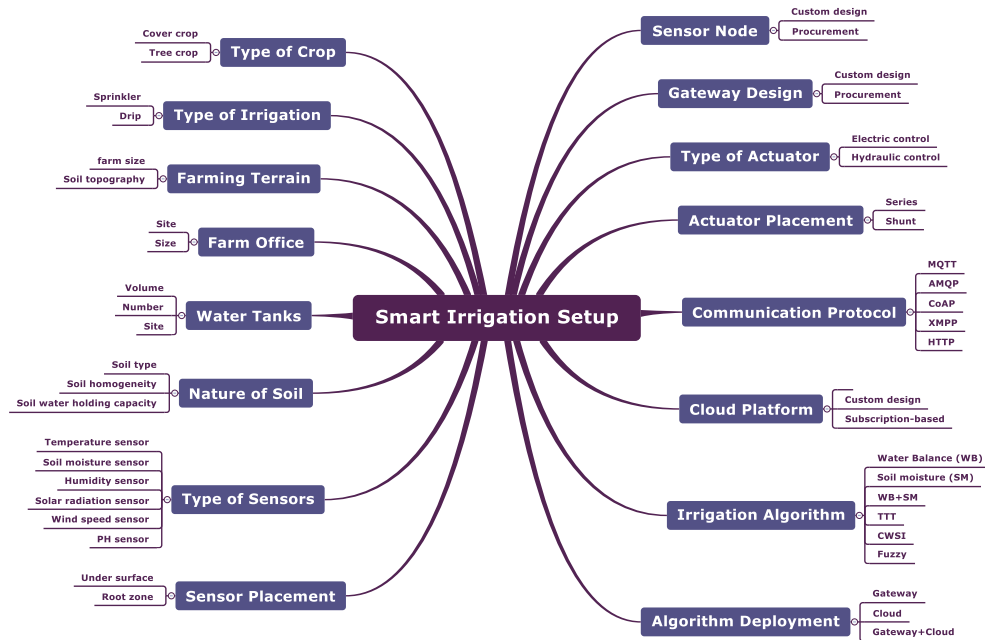 Smart Irrigation Setup
Type of Crop
Cover crop
Tree crop
Type of Irrigation
Sprinkler
Drip
Farming Terrain
farm size
Soil topography
Farm Office
Site
Size
Water Tanks
Volume
Number
Site
Nature of Soil
Soil type
Soil homogeneity
Soil water holding capacity
Type of Sensors
Temperature sensor
Soil moisture sensor
Humidity sensor
Solar radiation sensor
Wind speed sensor
PH sensor
Sensor Placement
Under surface
Root zone
Sensor Node
Custom design
Procurement
Gateway Design
Custom design
Procurement
Type of Actuator
Electric control
Hydraulic control
Actuator Placement
Series
Shunt
Communication Protocol
MQTT
AMQP
CoAP
XMPP
HTTP
Cloud Platform
Custom design
Subscription-based
Irrigation Algorithm
Water Balance (WB)
Soil moisture (SM)
WB+SM
TTT
CWSI
Fuzzy
Algorithm Deployment
Gateway
Cloud
Gateway+Cloud